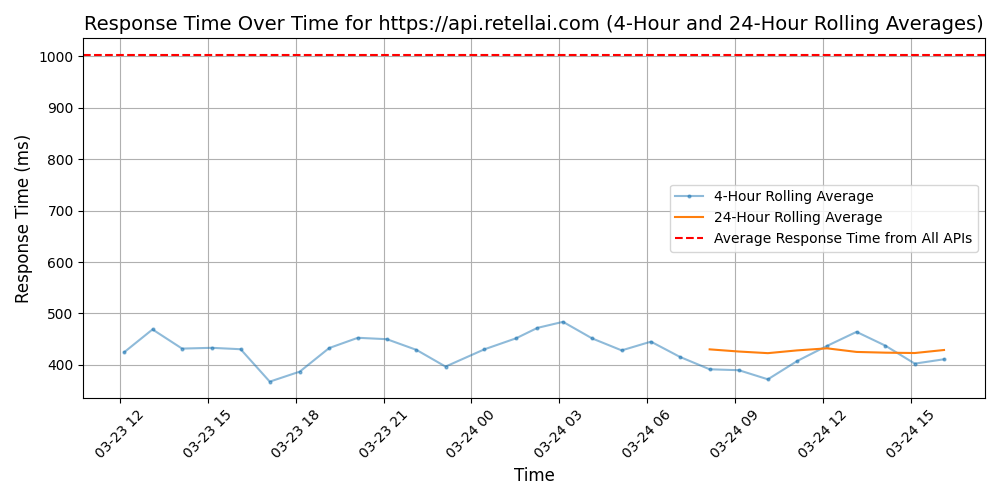 Response Time Over Time for https://api.retellai.com (4-Hour and 24-Hour Rolling Averages)
Response Time (ms)
1000
900
800
700
600
500
400
4-Hour Rolling Average
24-Hour Rolling Average
Average Response Time from All APIs
03-23 12
03-23 15
03-23 18
03-23 21
03-24 00
03-24 03
03-24 06
03-24 09
03-24 12
03-24 15
Time